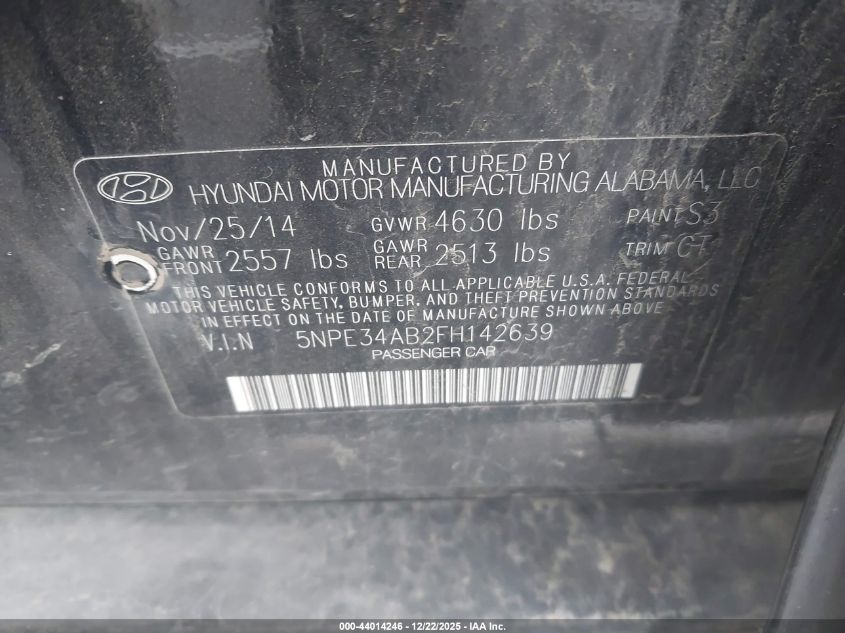 MANUFACTURED BY
HYUNDAI MOTOR MANUFACTURING ALABAMA, LLC
Nov/25/14 GVWR 4630 lbs PAINT S3
GAWR FRONT 2557 lbs GAWR REAR 2513 lbs TRIM CT
THIS VEHICLE CONFORMS TO ALL APPLICABLE U.S.A. FEDERAL
MOTOR VEHICLE SAFETY, BUMPER, AND THEFT PREVENTION STANDARDS
IN EFFECT ON THE DATE OF MANUFACTURE SHOWN ABOVE.
V.I.N 5NPE34AB2FH142639
PASSENGER CAR
000-44014246 - 12/22/2025 - IAA Inc.